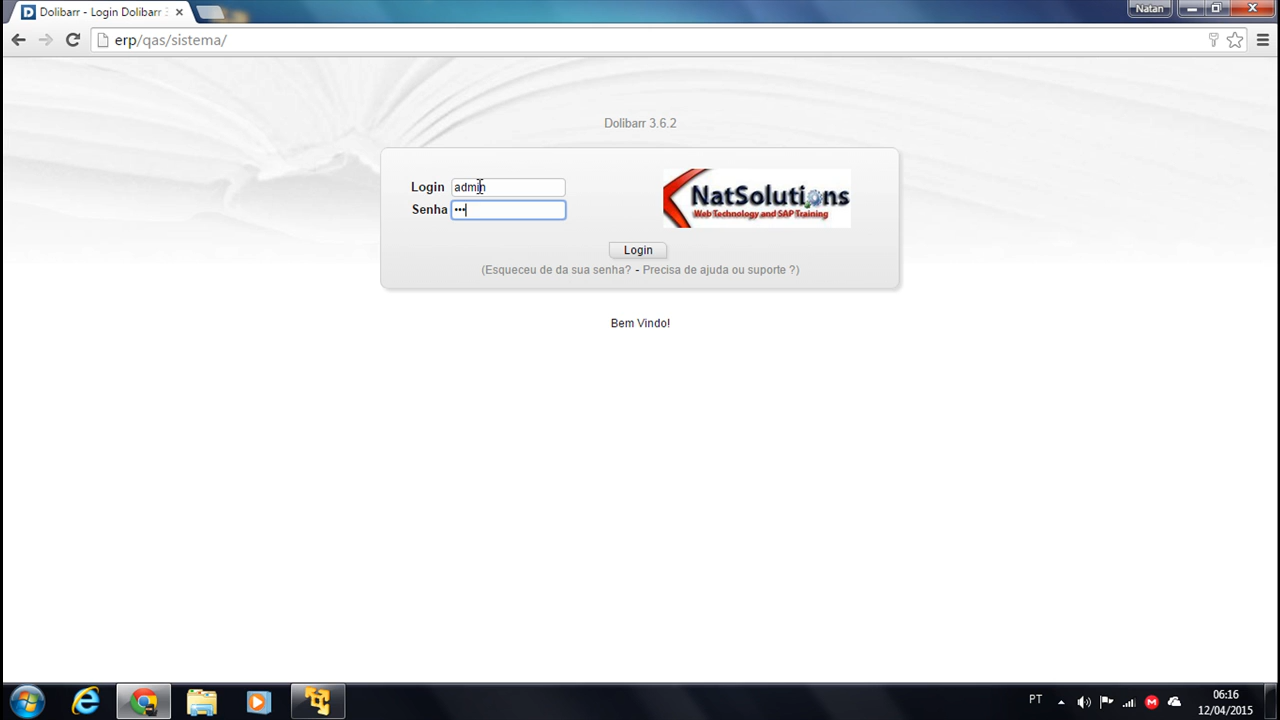 Dolibarr - Login Dolibarr 3
Natan
erp/qas/sistema/
Dolibarr 3.6.2
Login admin
Senha •••
NatSolutions
Web Technology and SAP Training
Login
(Esqueceu de da sua senha? - Precisa de ajuda ou suporte ?)
Bem Vindo!
PT
06:16
12/04/2015